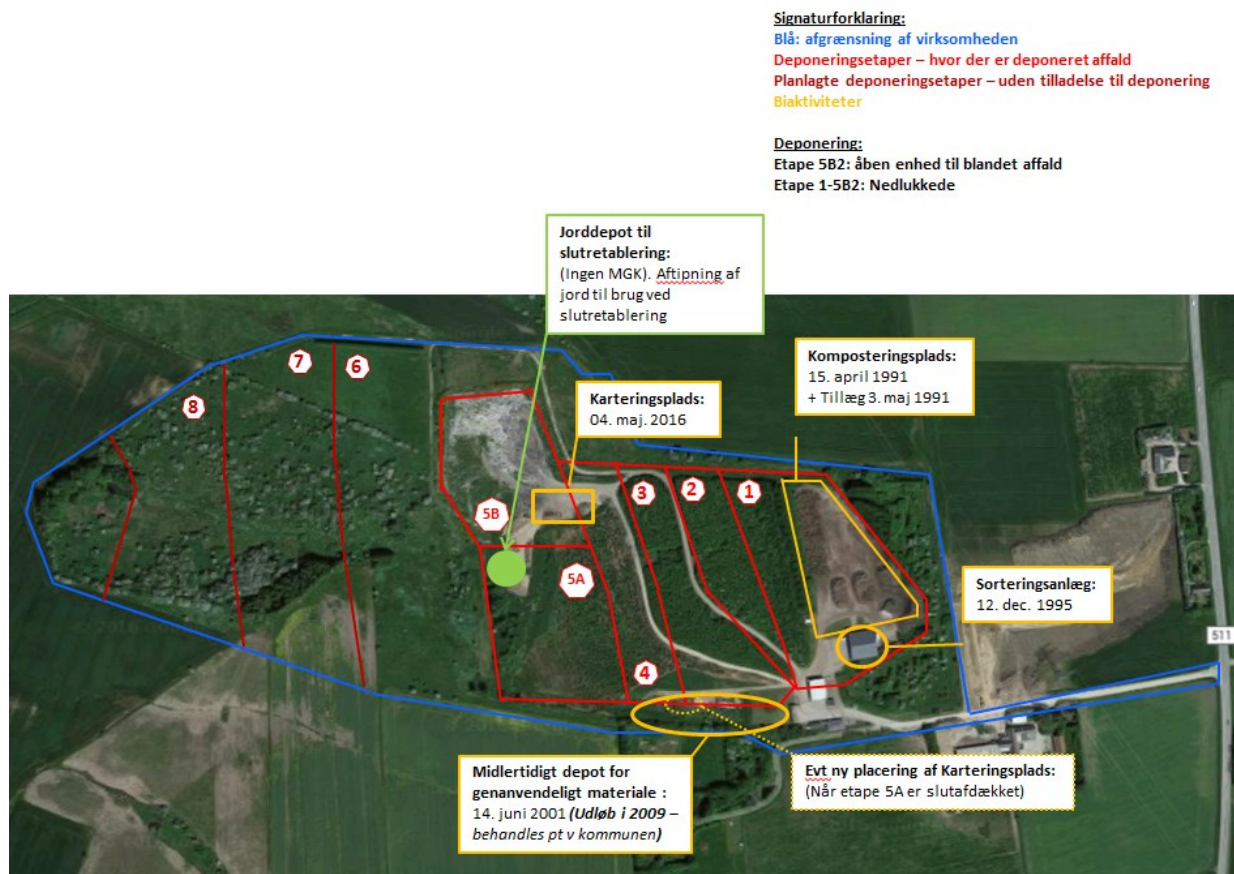 Signaturforklaring:
Blå: afgrænsning af virksomheden
Deponeringsetaper – hvor der er deponeret affald
Planlagte deponeringsetaper – uden tilladelse til deponering
Biaktiviteter
Deponering:
Etape 5B2: åben enhed til blandet affald
Etape 1-5B2: Nedlukkede
Jorddepot til
slutretablering:
(Ingen MGK). Aftipning af
jord til brug ved
slutretablering
Karteringsplads:
04. maj. 2016
Komposteringsplads:
15. april 1991
+ Tillæg 3. maj 1991
7
6
8
3
2
1
5B
5A
4
Sorteringsanlæg:
12. dec. 1995
511
Midlertidigt depot for
genanvendeligt materiale :
14. juni 2001 (Udløb i 2009 –
behandles pt v kommunen)
Evt ny placering af Karteringsplads:
(Når etape 5A er slutafdækket)